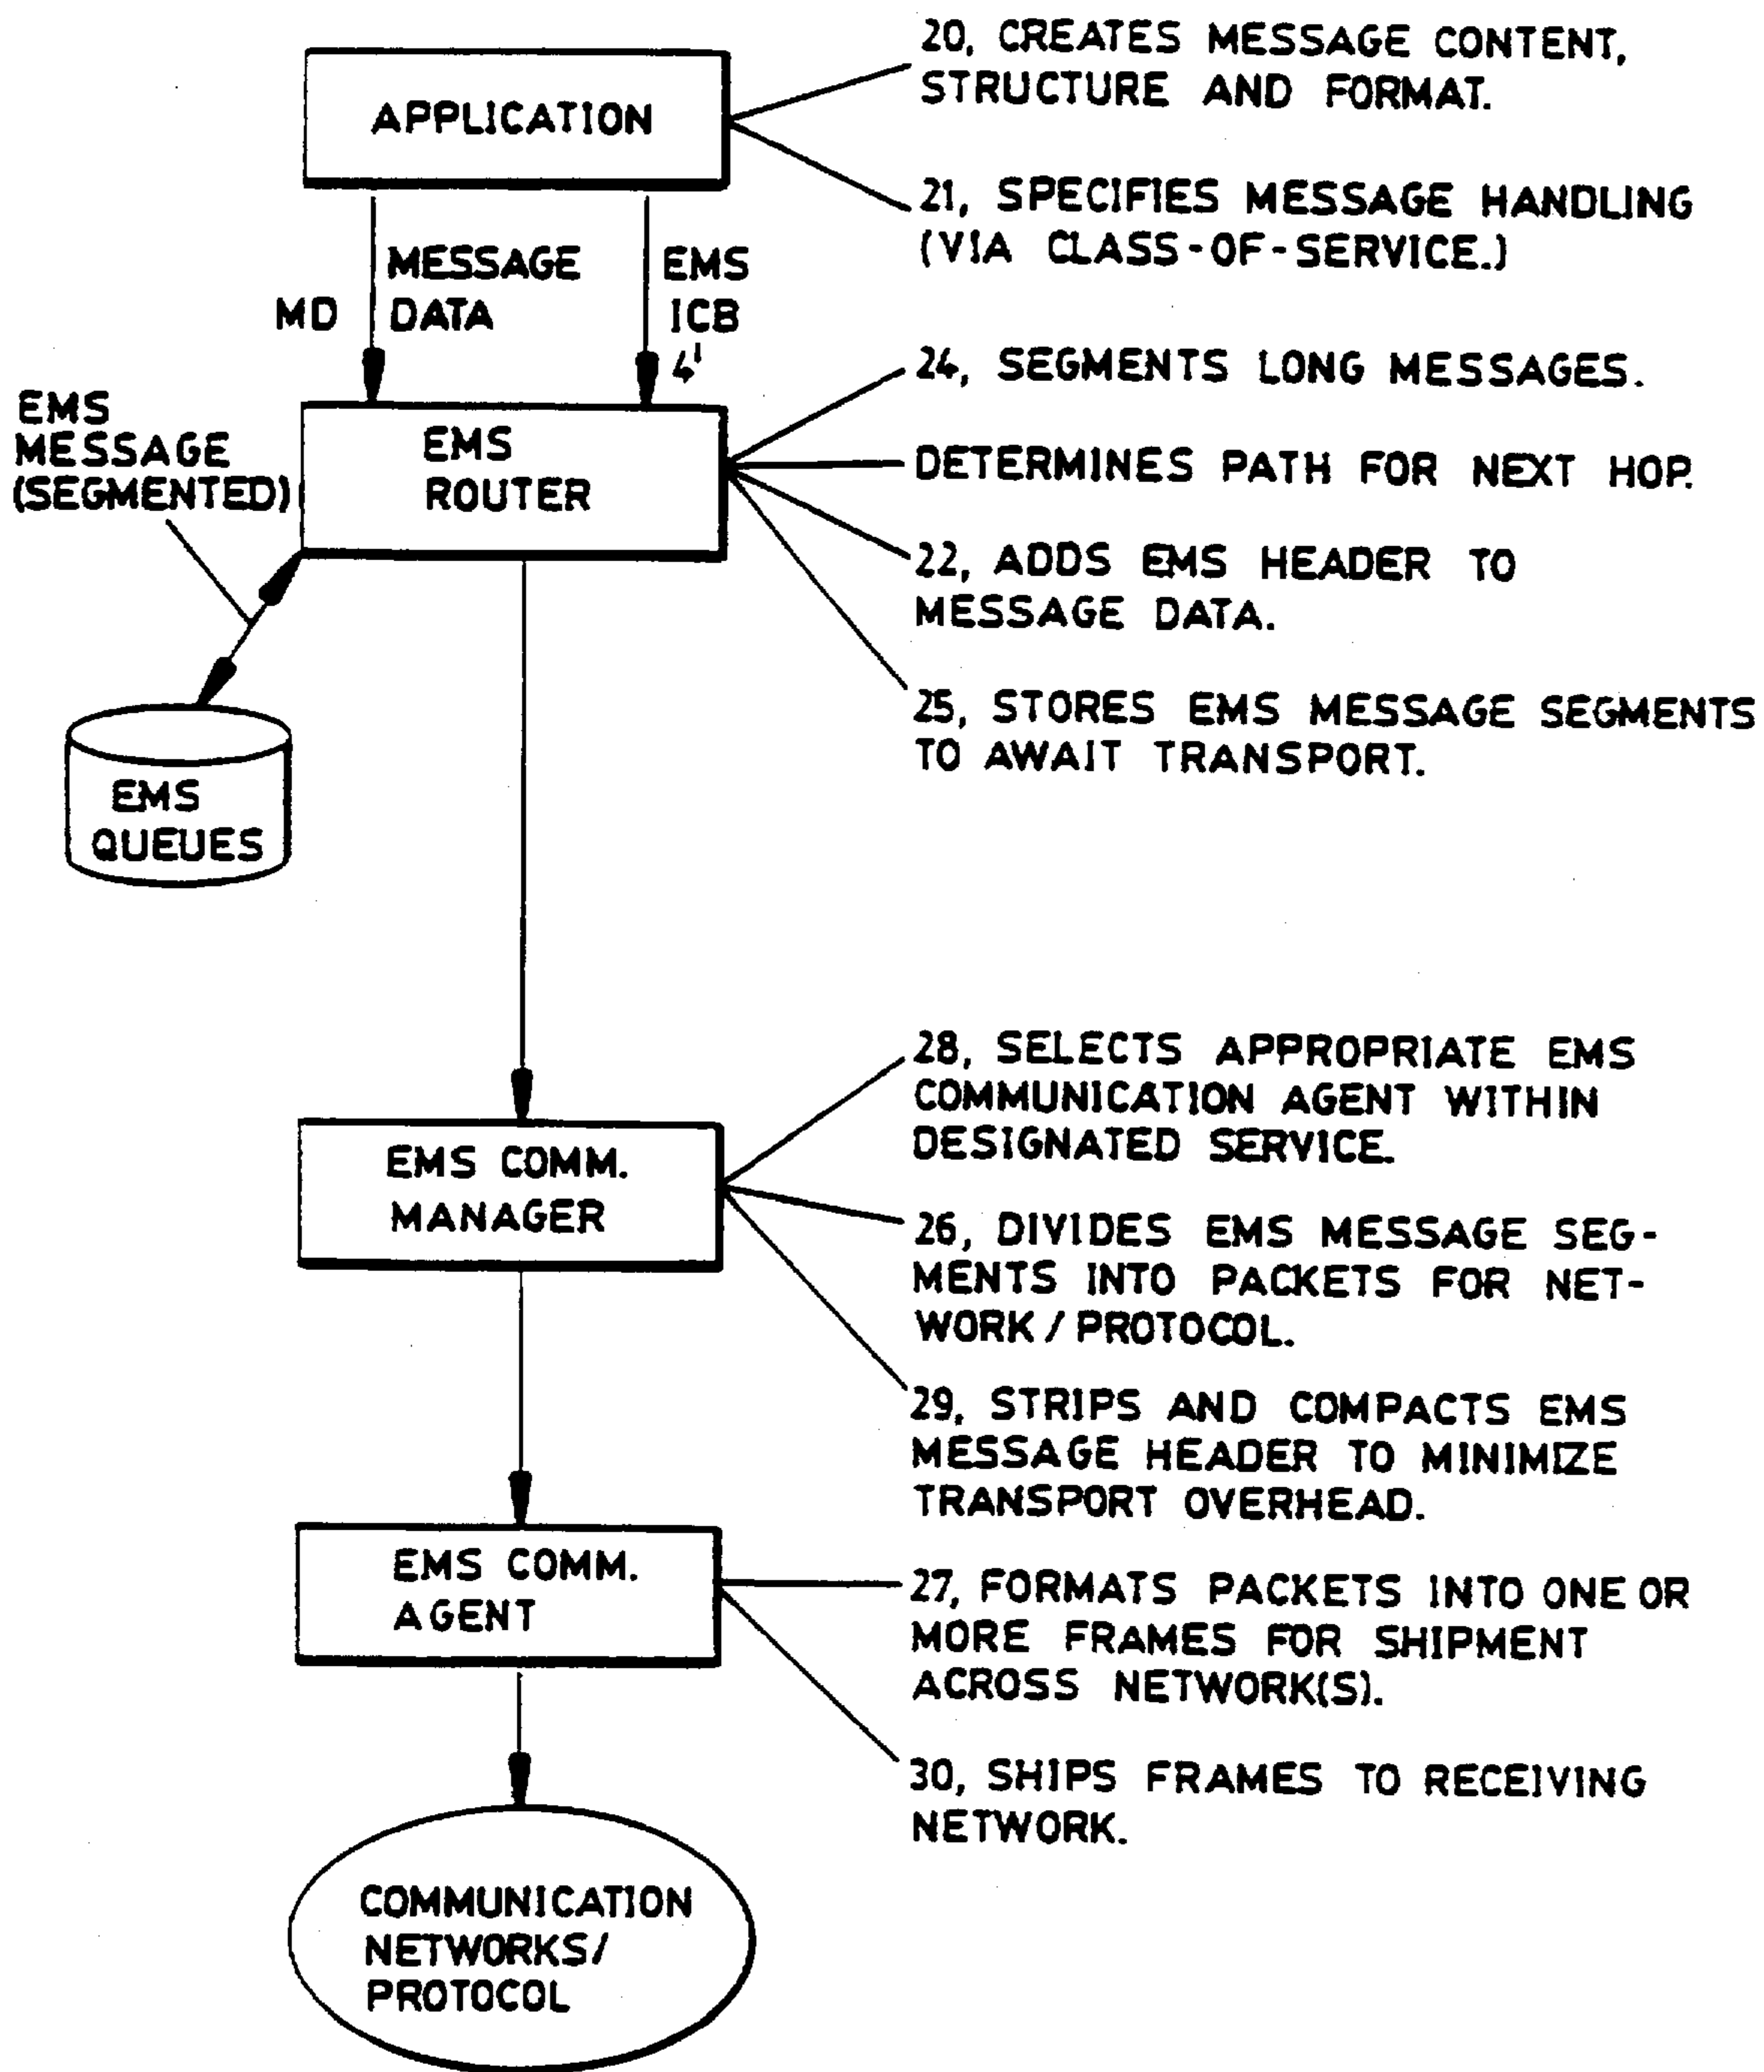 20, CREATES MESSAGE CONTENT,
STRUCTURE AND FORMAT.
APPLICATION
21, SPECIFIES MESSAGE HANDLING
(VIA CLASS-OF-SERVICE.)
MESSAGE
DATA
MD
EMS
ICB
4'
24, SEGMENTS LONG MESSAGES.
EMS
MESSAGE
(SEGMENTED)
EMS
ROUTER
DETERMINES PATH FOR NEXT HOP.
22, ADDS EMS HEADER TO
MESSAGE DATA.
25, STORES EMS MESSAGE SEGMENTS
TO AWAIT TRANSPORT.
EMS
QUEUES
28, SELECTS APPROPRIATE EMS
COMMUNICATION AGENT WITHIN
DESIGNATED SERVICE.
EMS COMM.
MANAGER
26, DIVIDES EMS MESSAGE SEG-
MENTS INTO PACKETS FOR NET-
WORK / PROTOCOL.
29, STRIPS AND COMPACTS EMS
MESSAGE HEADER TO MINIMIZE
TRANSPORT OVERHEAD.
EMS COMM.
AGENT
27, FORMATS PACKETS INTO ONE OR
MORE FRAMES FOR SHIPMENT
ACROSS NETWORK(S).
30, SHIPS FRAMES TO RECEIVING
NETWORK.
COMMUNICATION
NETWORKS/
PROTOCOL